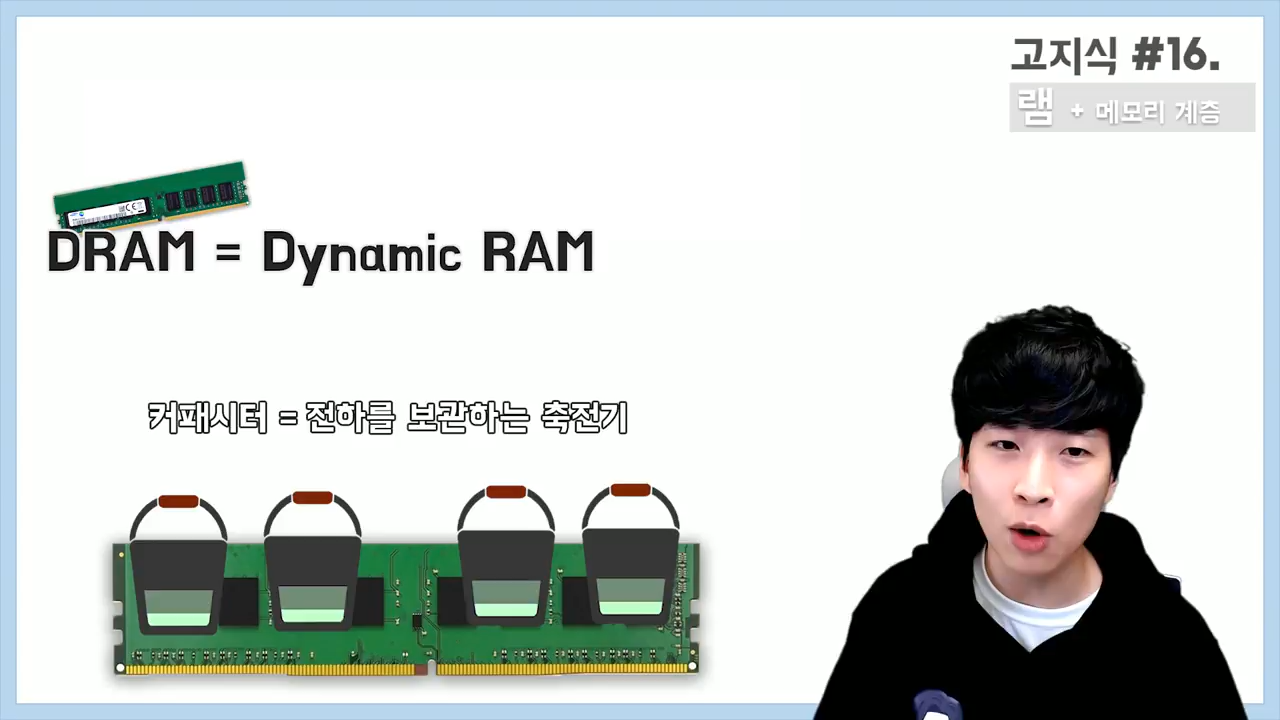 고지식 #16.
램 + 메모리 계층
DRAM = Dynamic RAM
커패시터 = 전하를 보관하는 축전기